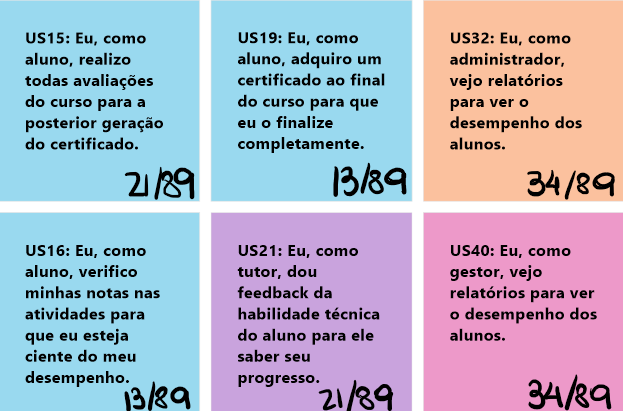 US15: Eu, como
aluno, realizo
todas avaliações
do curso para a
posterior geração
do certificado.
21/89
US19: Eu, como
aluno, adquiro um
certificado ao final
do curso para que
eu o finalize
completamente.
13/89
US32: Eu, como
administrador,
vejo relatórios
para ver o
desempenho dos
alunos.
34/89
US16: Eu, como
aluno, verifico
minhas notas nas
atividades para
que eu esteja
ciente do meu
desempenho.
13/89
US21: Eu, como
tutor, dou
feedback da
habilidade técnica
do aluno para ele
saber seu
progresso.
21/89
US40: Eu, como
gestor, vejo
relatórios para ver
o desempenho dos
alunos.
34/89